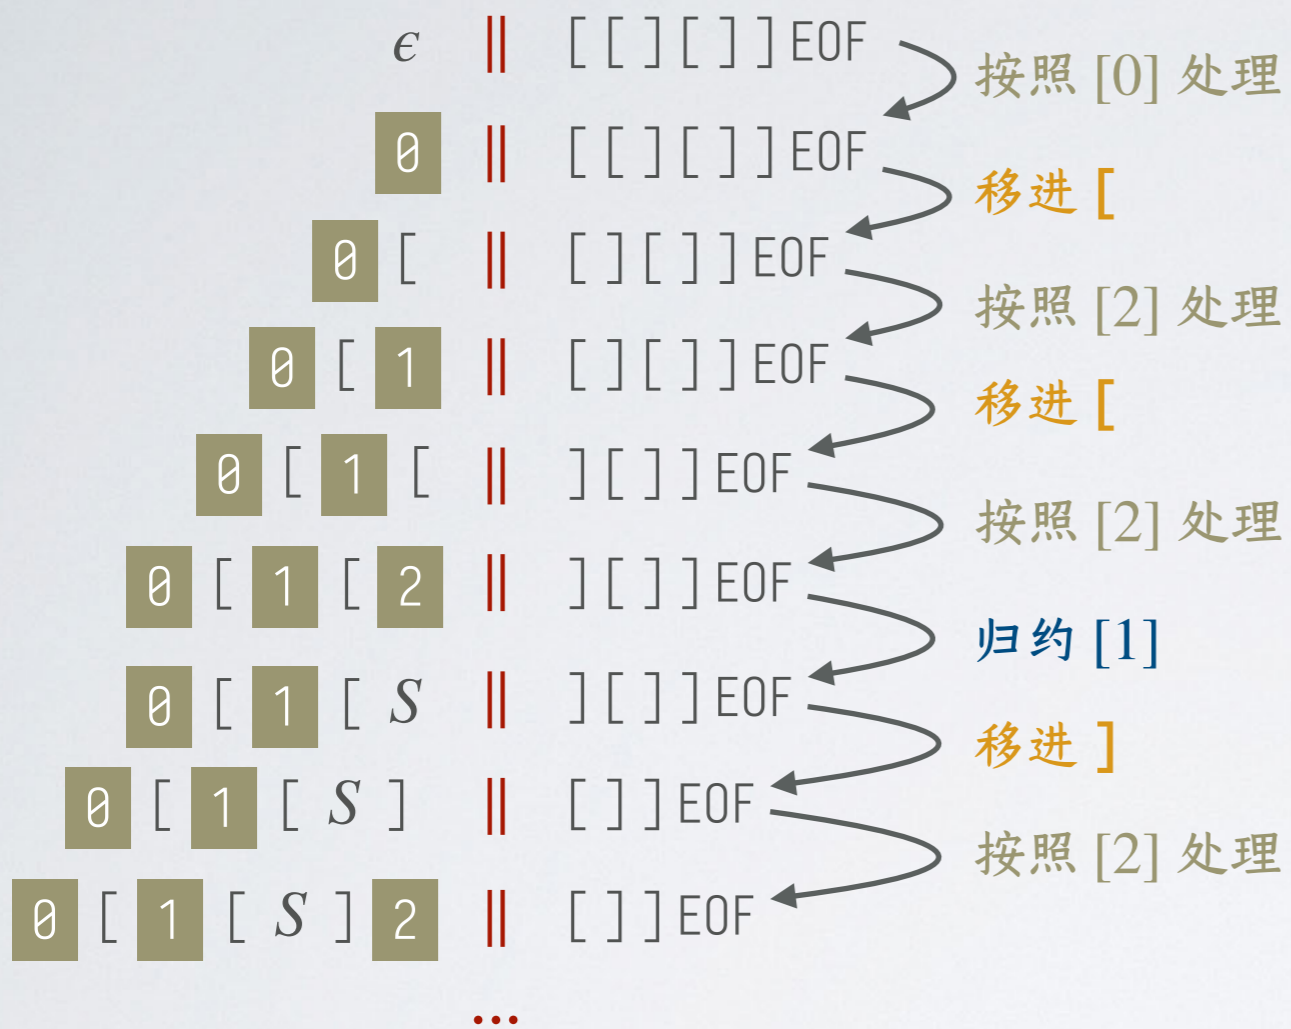 ϵ || [ [ ] [ ] ] EOF
按照 [0] 处理
0 || [ [ ] [ ] ] EOF
移进 [
0 [ || [ ] [ ] ] EOF
按照 [2] 处理
0 [ 1 || [ ] [ ] ] EOF
移进 [
0 [ 1 [ || ] [ ] ] EOF
按照 [2] 处理
0 [ 1 [ 2 || ] [ ] ] EOF
归约 [1]
0 [ 1 [ S || ] [ ] ] EOF
移进 ]
0 [ 1 [ S ] || [ ] ] EOF
按照 [2] 处理
0 [ 1 [ S ] 2 || [ ] ] EOF
...